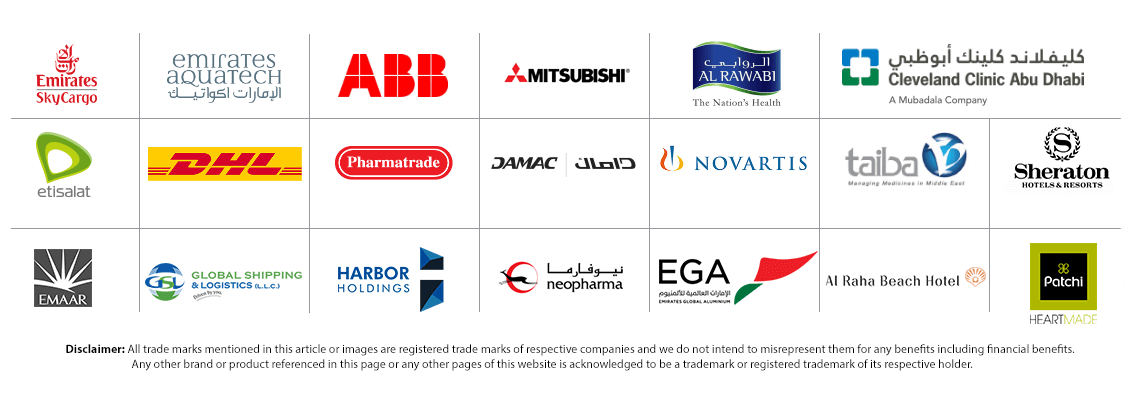 Emirates
SkyCargo
emirates
aquatech
الإمارات اكواتيك
ABB
MITSUBISHI®
الروابي
AL RAWABI
The Nation's Health
كليفلاند كلينك أبوظبي
Cleveland Clinic Abu Dhabi
A Mubadala Company
etisalat
DHL
Pharmatrade
DAMAC
داماك
NOVARTIS
taiba
Managing Medicines in Middle East
S
Sheraton
HOTELS & RESORTS
EMAAR
GSL
GLOBAL SHIPPING
& LOGISTICS (L.L.C.)
Driven by you
HARBOR
HOLDINGS
نيوفارما
neopharma
EGA
الإمارات العالمية للألمنيوم
EMIRATES GLOBAL ALUMINIUM
Al Raha Beach Hotel
Patchi
HEARTMADE
Disclaimer: All trade marks mentioned in this article or images are registered trade marks of respective companies and we do not intend to misrepresent them for any benefits including financial benefits.
Any other brand or product referenced in this page or any other pages of this website is acknowledged to be a trademark or registered trademark of its respective holder.